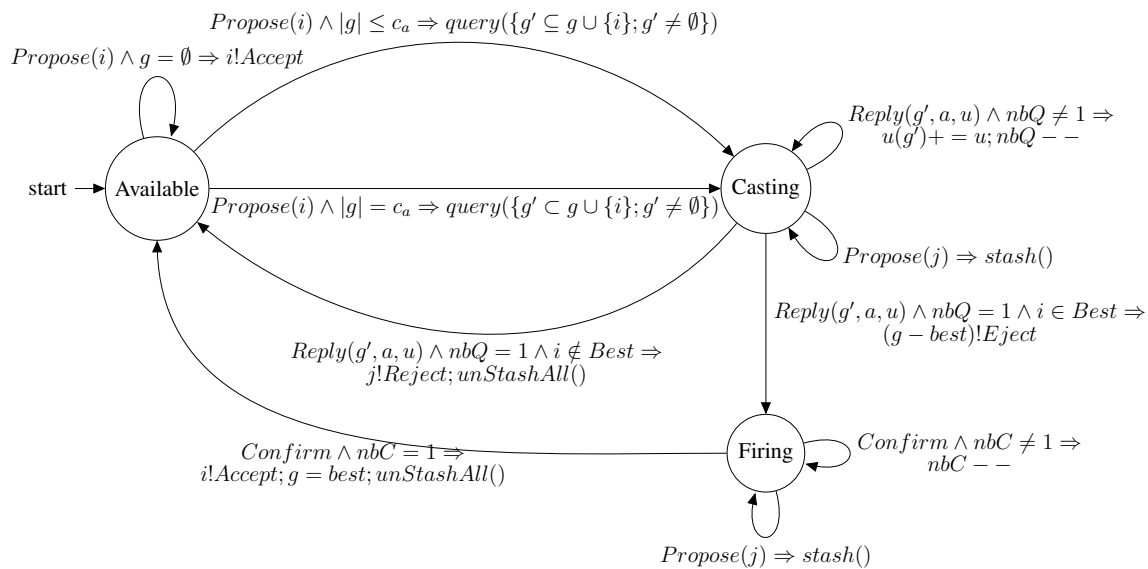 Propose(i) ∧ |g| ≤ c_a ⇒ query({g′ ⊆ g ∪ {i}; g′ ≠ ∅})
Propose(i) ∧ g = ∅ ⇒ i!Accept
Reply(g′, a, u) ∧ nbQ ≠ 1 ⇒
u(g′)+ = u; nbQ − −
start
Available
Casting
Propose(i) ∧ |g| = c_a ⇒ query({g′ ⊂ g ∪ {i}; g′ ≠ ∅})
Propose(j) ⇒ stash()
Reply(g′, a, u) ∧ nbQ = 1 ∧ i ∈ Best ⇒
(g − best)!Eject
Reply(g′, a, u) ∧ nbQ = 1 ∧ i ∉ Best ⇒
j!Reject; unStashAll()
Confirm ∧ nbC = 1 ⇒
i!Accept; g = best; unStashAll()
Firing
Confirm ∧ nbC ≠ 1 ⇒
nbC − −
Propose(j) ⇒ stash()